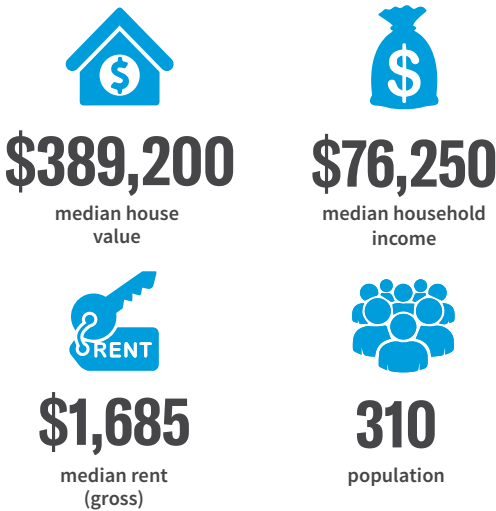 $
$
$389,200
$76,250
median house
value
median household
income
RENT
$1,685
310
median rent
(gross)
population